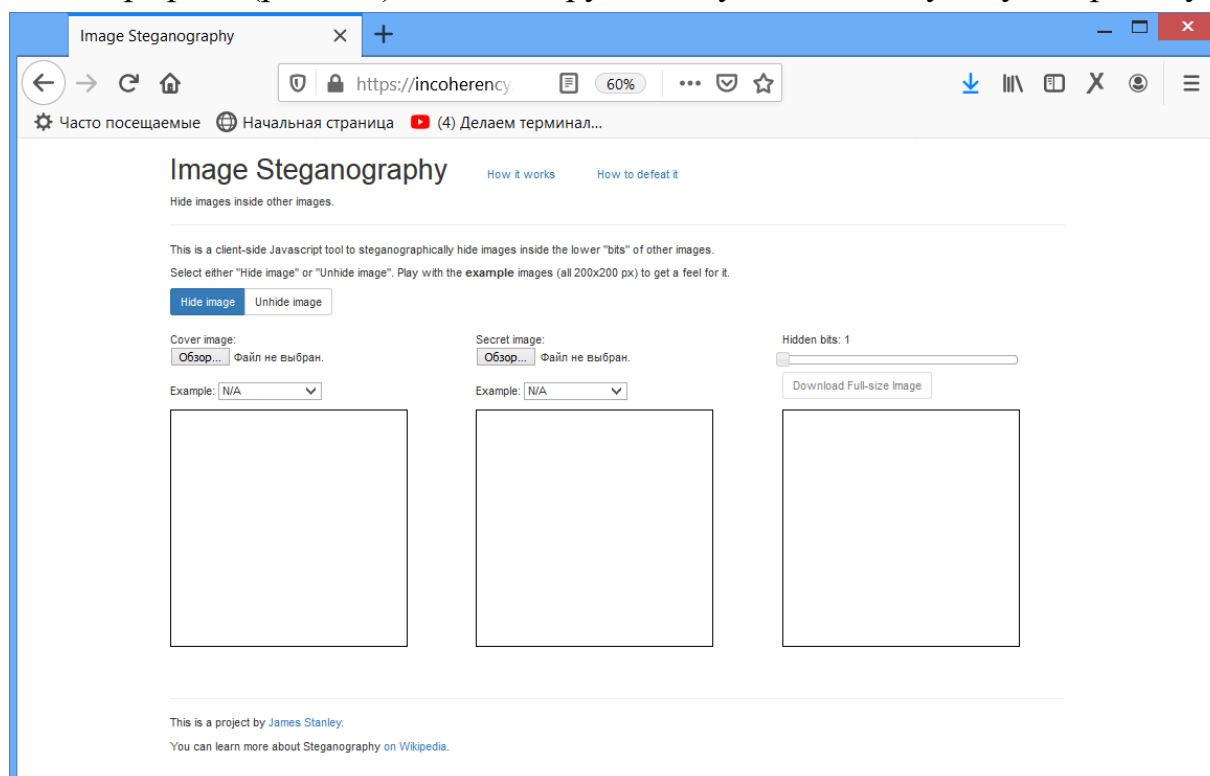 Image Steganography
https://incoherency
60%
Часто посещаемые Начальная страница (4) Делаем терминал...
Image Steganography How it works How to defeat it
Hide images inside other images.
This is a client-side Javascript tool to steganographically hide images inside the lower "bits" of other images.
Select either "Hide image" or "Unhide image". Play with the example images (all 200x200 px) to get a feel for it.
Hide image Unhide image
Cover image: Secret image: Hidden bits: 1
Обзор... Файл не выбран. Обзор... Файл не выбран.
Download Full-size Image
Example: N/A Example: N/A
This is a project by James Stanley.
You can learn more about Steganography on Wikipedia.